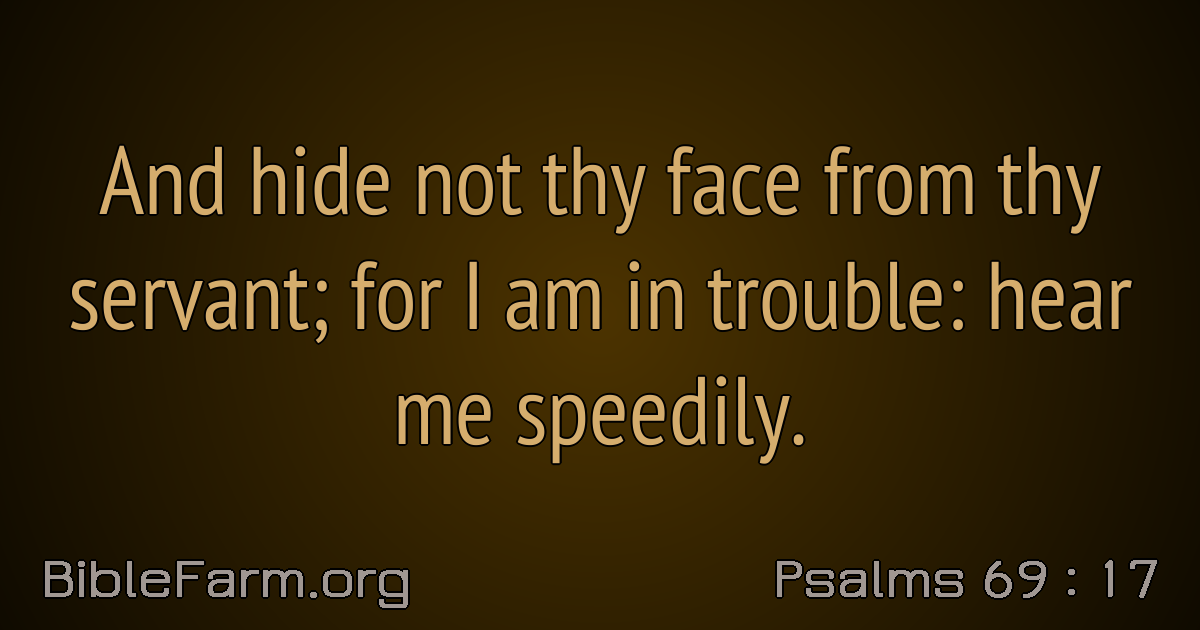 And hide not thy face from thy
servant; for I am in trouble: hear
me speedily.
BibleFarm.org
Psalms 69 : 17